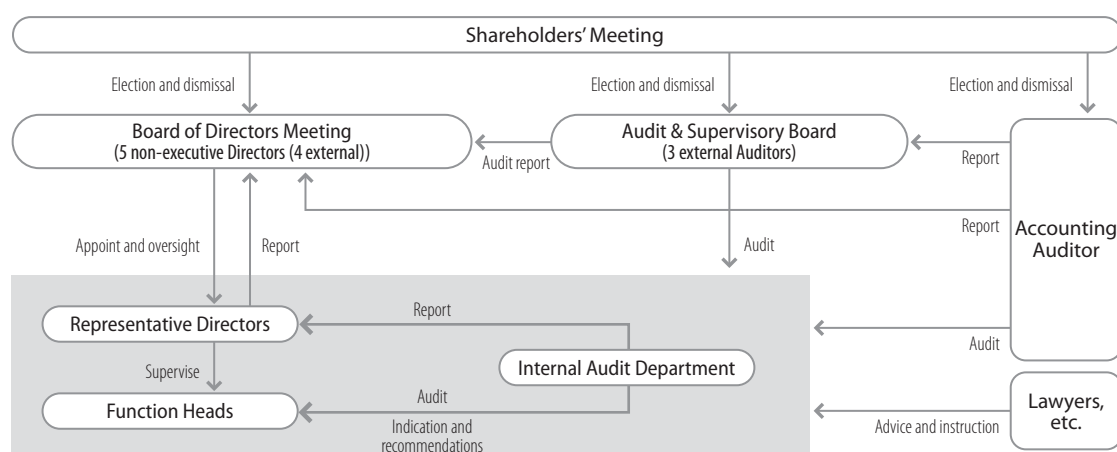 Shareholders' Meeting
Election and dismissal
Election and dismissal
Election and dismissal
Board of Directors Meeting
(5 non-executive Directors (4 external))
Audit report
Audit & Supervisory Board
(3 external Auditors)
Report
Report
Accounting
Auditor
Appoint and oversight
Report
Audit
Representative Directors
Report
Audit
Supervise
Internal Audit Department
Function Heads
Audit
Indication and
recommendations
Advice and instruction
Lawyers,
etc.